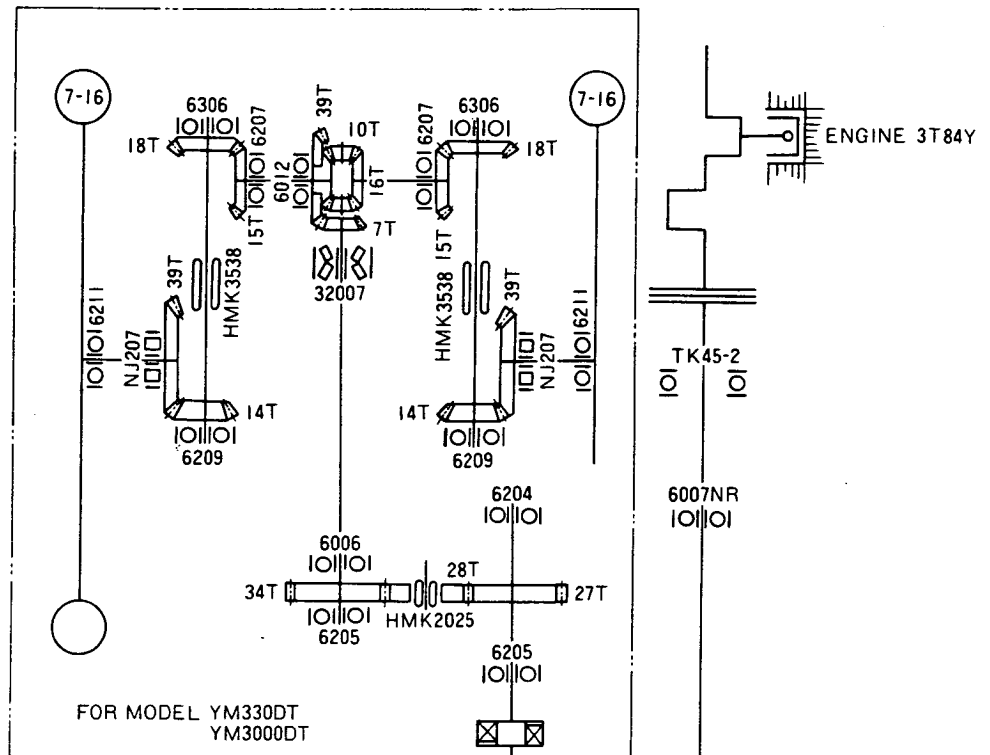 7-16
6306
6207
39T
10T
6207
6306
7-16
ENGINE 3T84Y
18T
6012
16T
18T
15T
7T
15T
32007
39T
HMK3538
HMK3538
39T
6211
NJ207
NJ207
6211
TK45-2
14T
14T
6209
6209
6204
6007NR
6006
28T
34T
27T
HMK2025
6205
6205
FOR MODEL YM330DT
YM3000DT